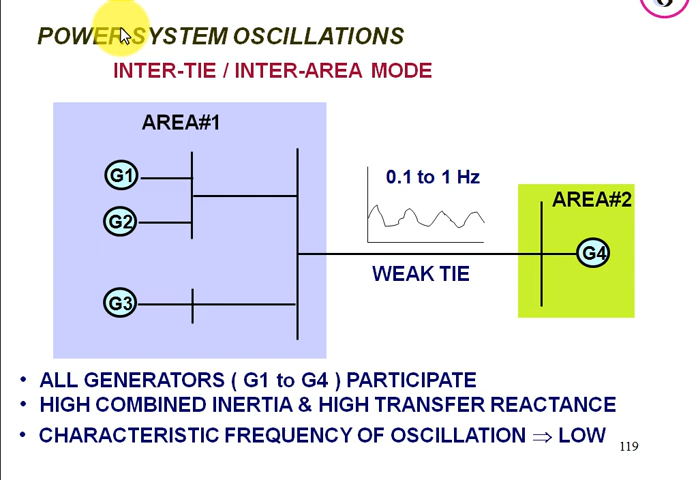 POWER SYSTEM OSCILLATIONS
INTER-TIE / INTER-AREA MODE
AREA#1
G1
G2
G3
0.1 to 1 Hz
WEAK TIE
AREA#2
G4
• ALL GENERATORS ( G1 to G4 ) PARTICIPATE
• HIGH COMBINED INERTIA & HIGH TRANSFER REACTANCE
• CHARACTERISTIC FREQUENCY OF OSCILLATION ⇒ LOW
119